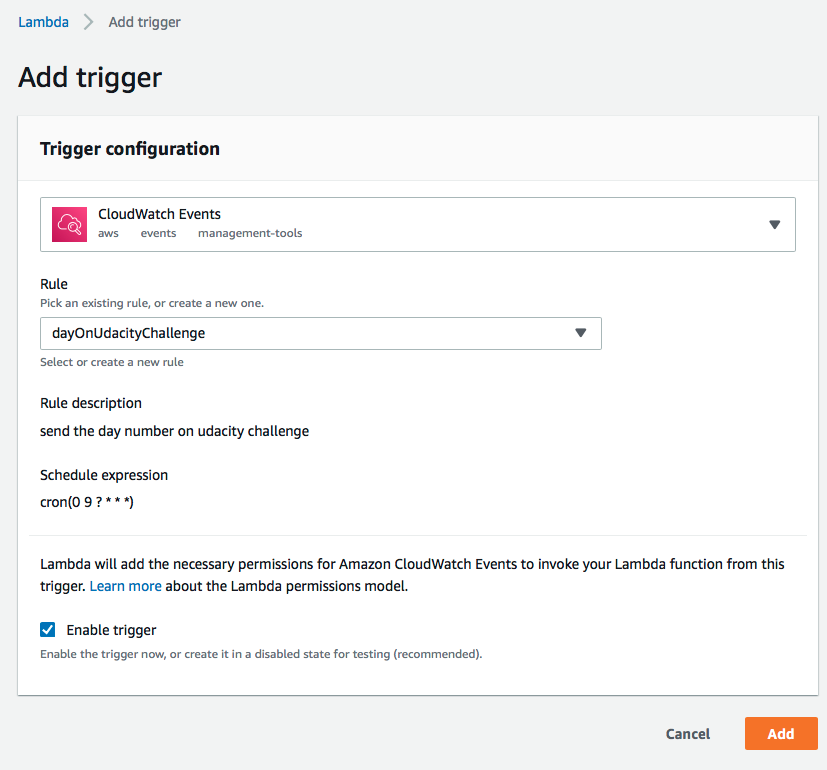 Lambda > Add trigger
Add trigger
Trigger configuration
CloudWatch Events
aws events management-tools
Rule
Pick an existing rule, or create a new one.
dayOnUdacityChallenge
Select or create a new rule
Rule description
send the day number on udacity challenge
Schedule expression
cron(0 9 ? * * *)
Lambda will add the necessary permissions for Amazon CloudWatch Events to invoke your Lambda function from this
trigger. Learn more about the Lambda permissions model.
Enable trigger
Enable the trigger now, or create it in a disabled state for testing (recommended).
Cancel Add